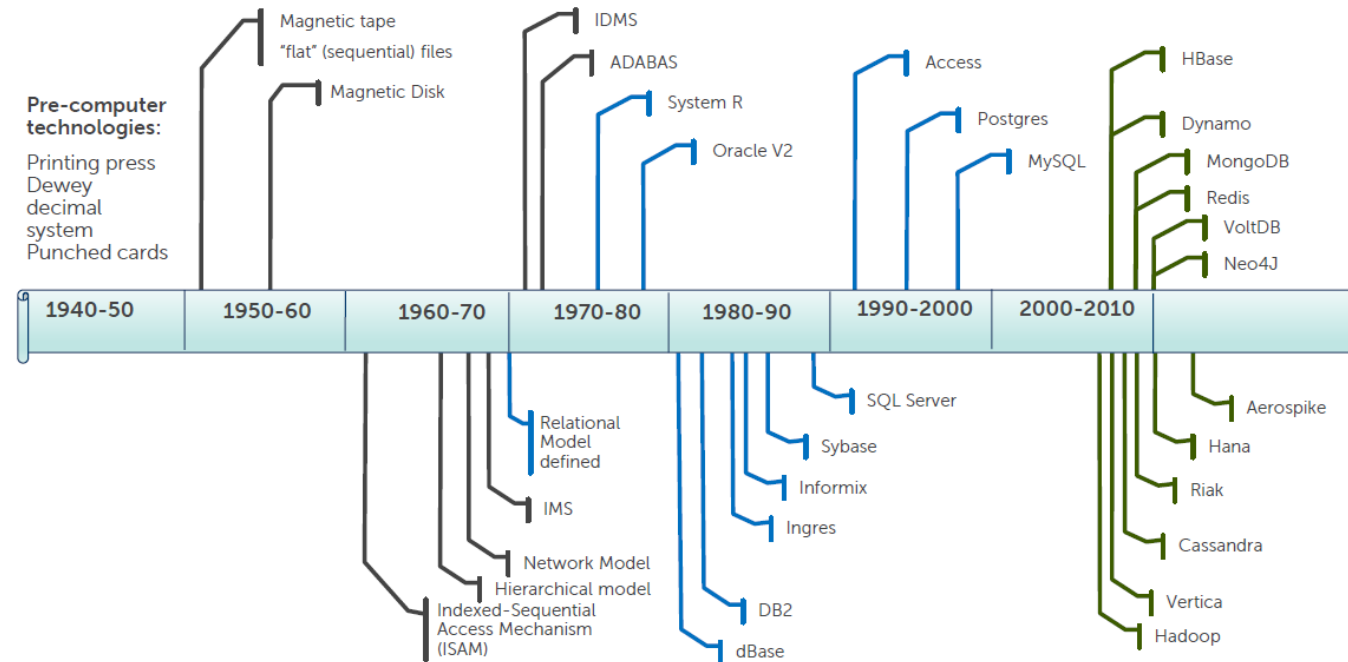 Magnetic tape
“flat” (sequential) files
Magnetic Disk
Pre-computer
technologies:
Printing press
Dewey
decimal
system
Punched cards
IDMS
ADABAS
System R
Oracle V2
Access
Postgres
MySQL
HBase
Dynamo
MongoDB
Redis
VoltDB
Neo4J
1940-50
1950-60
1960-70
1970-80
1980-90
1990-2000
2000-2010
Relational
Model
defined
IMS
Network Model
Hierarchical model
Indexed-Sequential
Access Mechanism
(ISAM)
SQL Server
Sybase
Informix
Ingres
DB2
dBase
Aerospike
Hana
Riak
Cassandra
Vertica
Hadoop